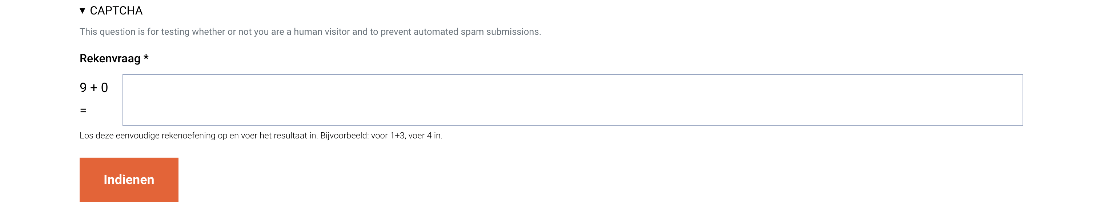 ▼ CAPTCHA
This question is for testing whether or not you are a human visitor and to prevent automated spam submissions.
Rekenvraag *
9 + 0
=
Los deze eenvoudige rekenoefening op en voer het resultaat in. Bijvoorbeeld: voor 1+3, voer 4 in.
Indienen